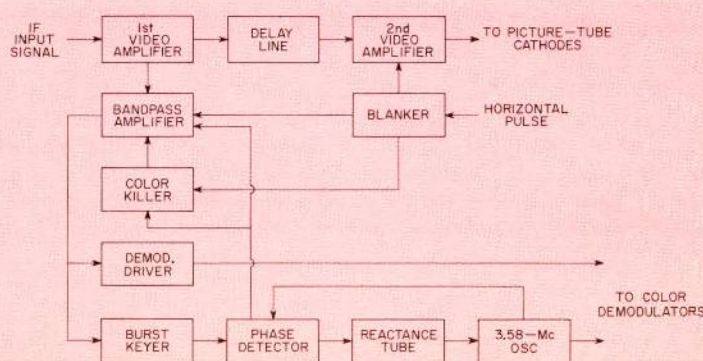 IF
INPUT
SIGNAL
1st
VIDEO
AMPLIFIER
DELAY
LINE
2nd
VIDEO
AMPLIFIER
TO PICTURE-TUBE
CATHODES
BANDPASS
AMPLIFIER
BLANKER
HORIZONTAL
PULSE
COLOR
KILLER
DEMOD.
DRIVER
TO COLOR
DEMODULATORS
BURST
KEYER
PHASE
DETECTOR
REACTANCE
TUBE
3.58-Mc
OSC